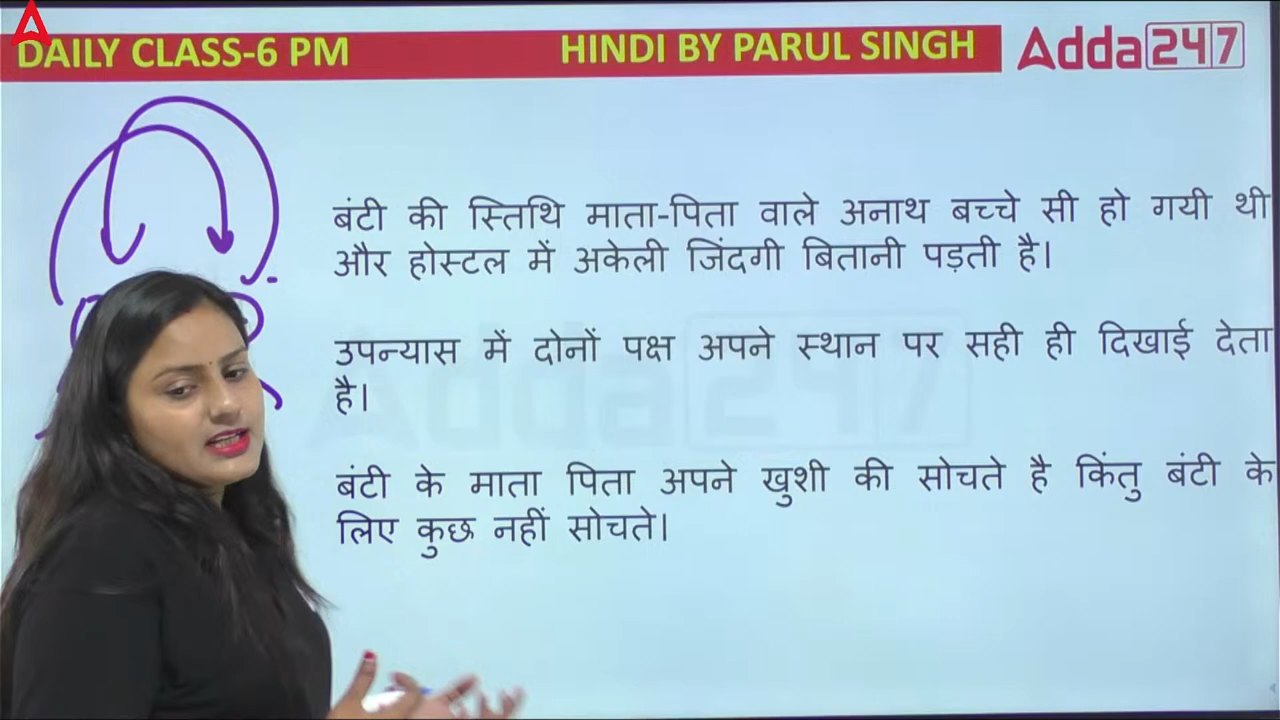 DAILY CLASS-6 PM
HINDI BY PARUL SINGH
Adda247
बंटी की स्तिथि माता-पिता वाले अनाथ बच्चे सी हो गयी थी
और होस्टल में अकेली जिंदगी बितानी पड़ती है।
उपन्यास में दोनों पक्ष अपने स्थान पर सही ही दिखाई देता
है।
बंटी के माता पिता अपने खुशी की सोचते है किंतु बंटी के
लिए कुछ नहीं सोचते।
Adda247